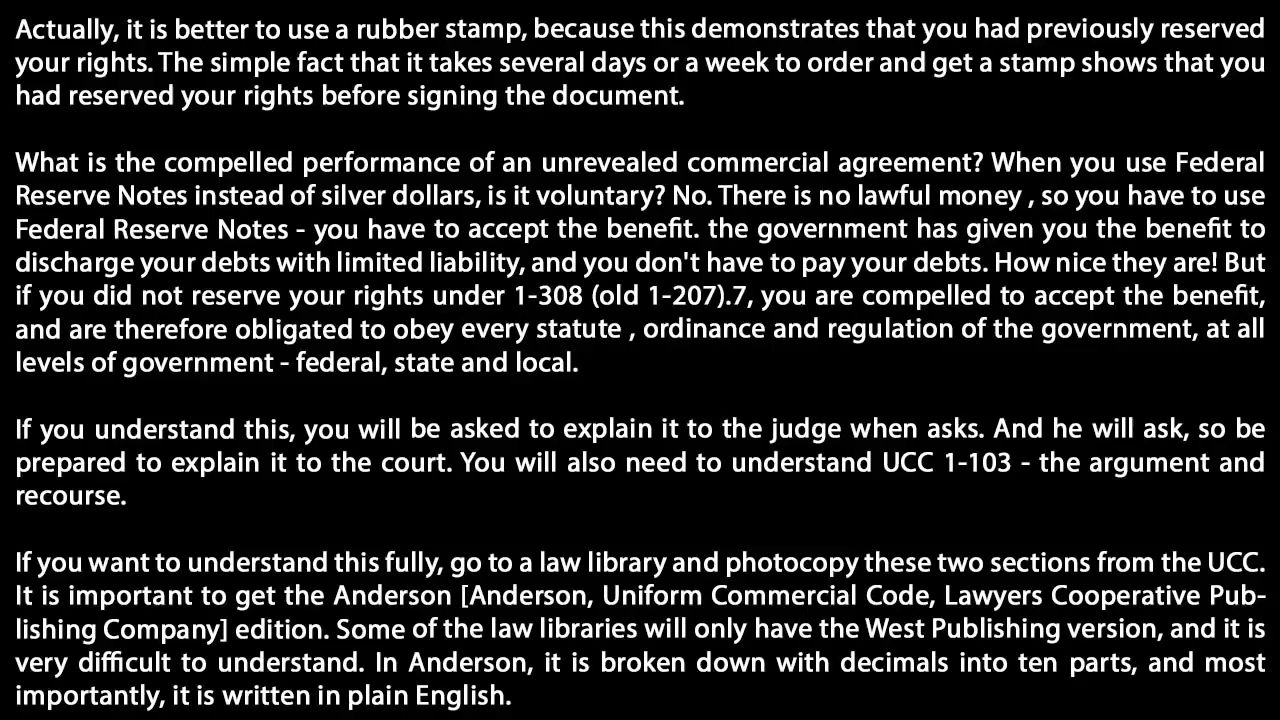 Actually, it is better to use a rubber stamp, because this demonstrates that you had previously reserved
your rights. The simple fact that it takes several days or a week to order and get a stamp shows that you
had reserved your rights before signing the document.
What is the compelled performance of an unrevealed commercial agreement? When you use Federal
Reserve Notes instead of silver dollars, is it voluntary? No. There is no lawful money , so you have to use
Federal Reserve Notes - you have to accept the benefit. the government has given you the benefit to
discharge your debts with limited liability, and you don't have to pay your debts. How nice they are! But
if you did not reserve your rights under 1-308 (old 1-207).7, you are compelled to accept the benefit,
and are therefore obligated to obey every statute , ordinance and regulation of the government, at all
levels of government - federal, state and local.
If you understand this, you will be asked to explain it to the judge when asks. And he will ask, so be
prepared to explain it to the court. You will also need to understand UCC 1-103 - the argument and
recourse.
If you want to understand this fully, go to a law library and photocopy these two sections from the UCC.
It is important to get the Anderson [Anderson, Uniform Commercial Code, Lawyers Cooperative Pub-
lishing Company] edition. Some of the law libraries will only have the West Publishing version, and it is
very difficult to understand. In Anderson, it is broken down with decimals into ten parts, and most
importantly, it is written in plain English.